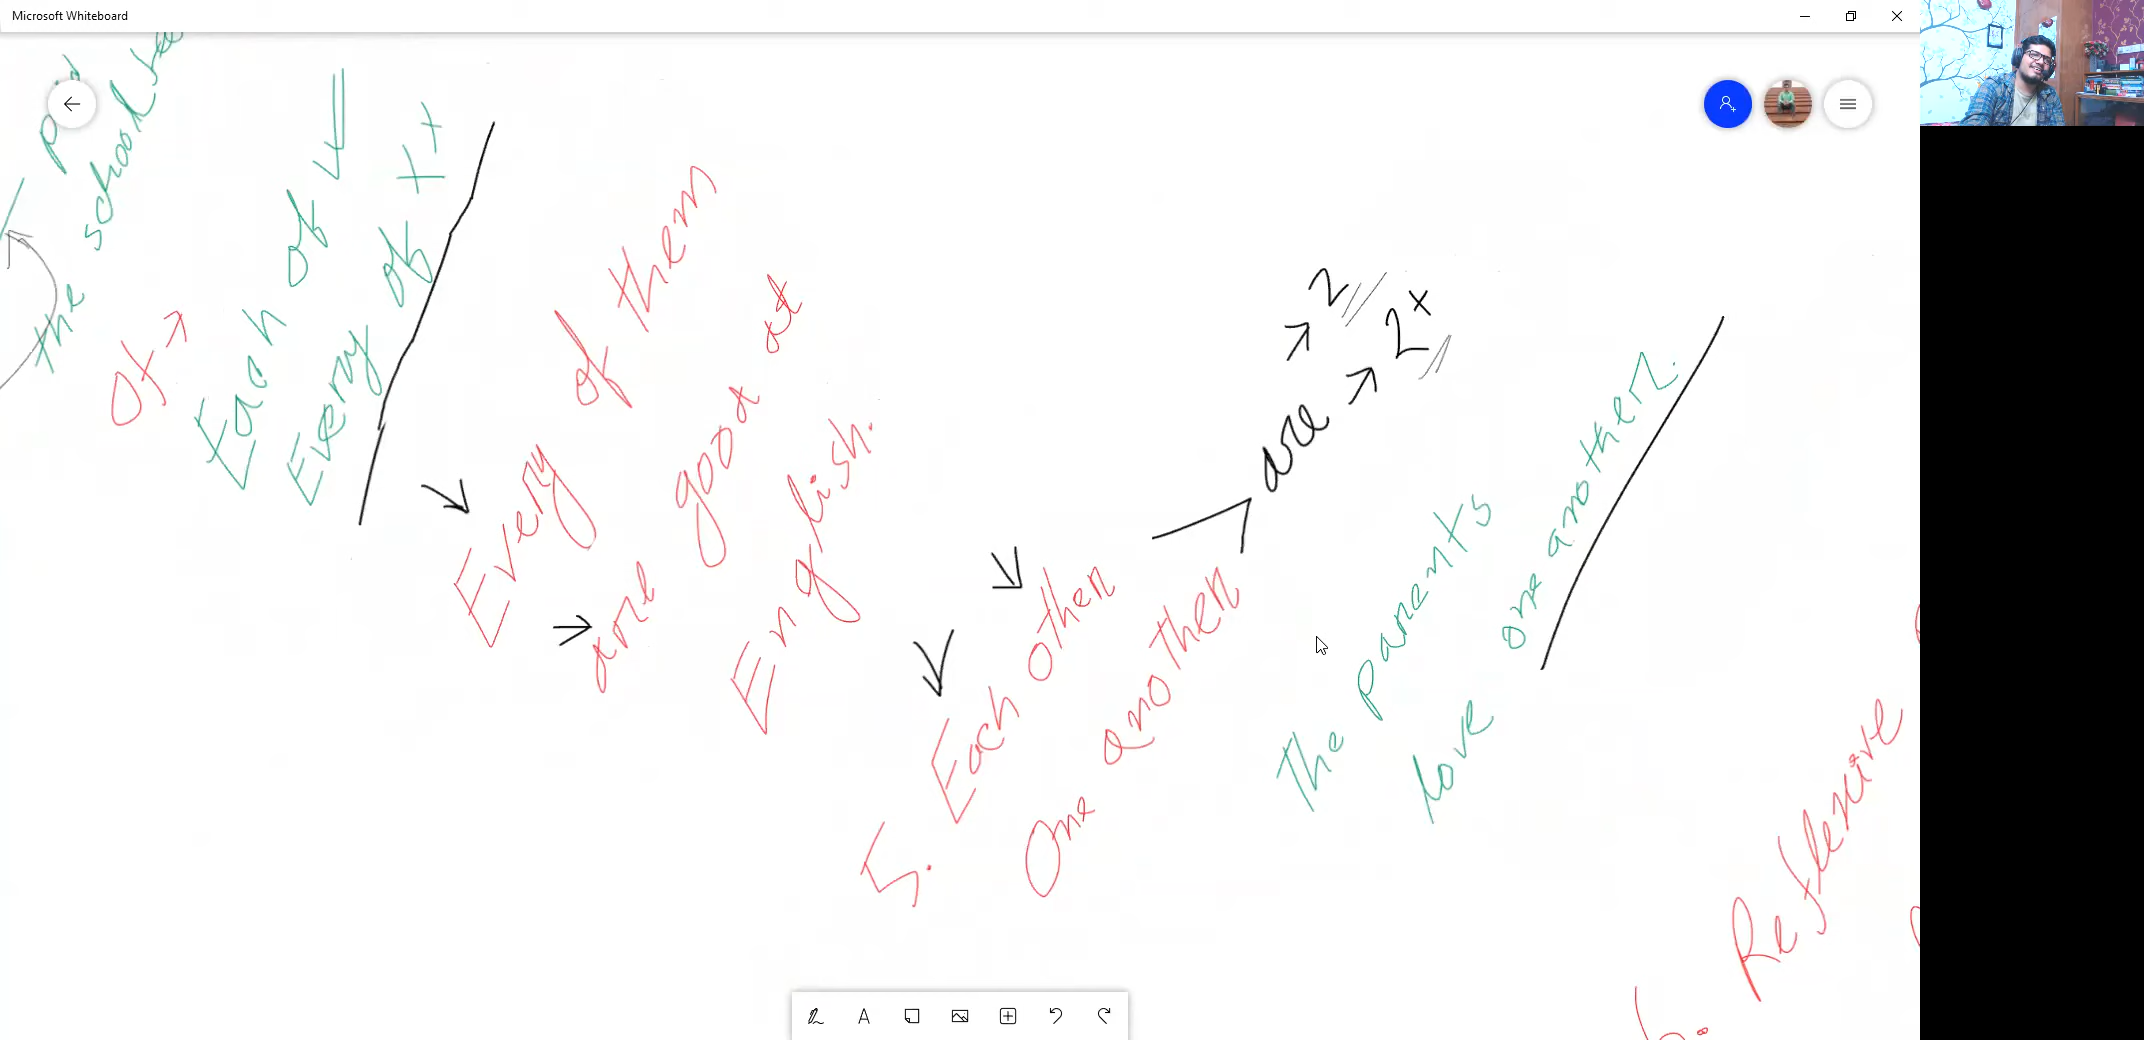 Microsoft Whiteboard
the school
Of →
Each of ✓
Every of ++
Every of them
are good at
English.
5. Each other → 2
One another are → 2+
The parents
love one another.
6. Reflexive